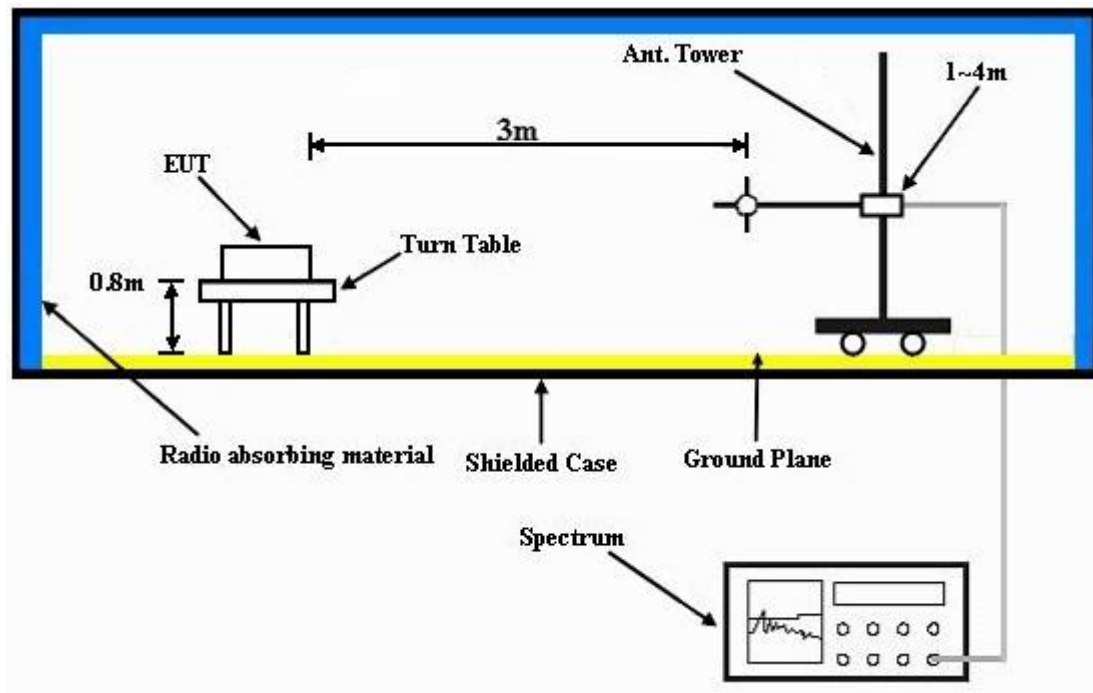 Ant. Tower
1~4m
3m
EUT
Turn Table
0.8m
Radio absorbing material
Shielded Case
Ground Plane
Spectrum